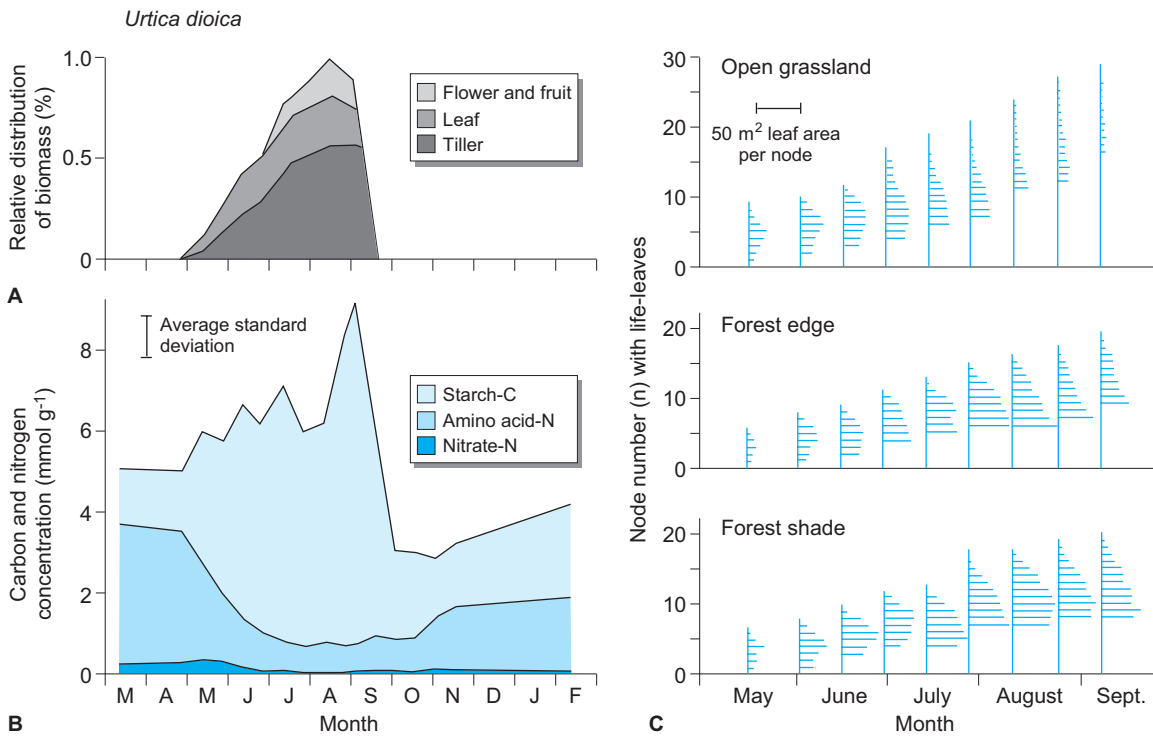 Urtica dioica
Relative distribution
of biomass (%)
1.0
0.5
0
Flower and fruit
Leaf
Tiller
A
Carbon and nitrogen
concentration (mmol g-1)
8
6
4
2
0
Average standard
deviation
Starch-C
Amino acid-N
Nitrate-N
M A M J J A S O N D J F
Month
B
Node number (n) with life-leaves
30
20
10
0
Open grassland
50 m2 leaf area
per node
20
10
0
Forest edge
20
10
0
Forest shade
May June July August Sept.
Month
C